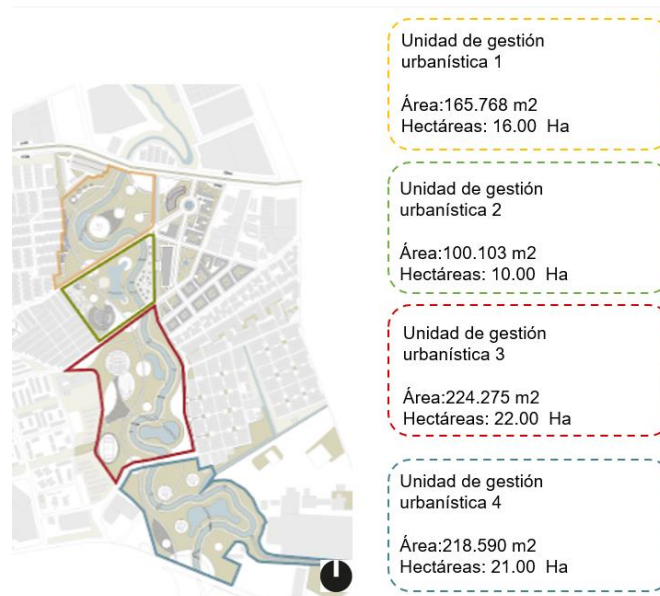 Unidad de gestión
urbanística 1
Área:165.768 m2
Hectáreas: 16.00 Ha
Unidad de gestión
urbanística 2
Área:100.103 m2
Hectáreas: 10.00 Ha
Unidad de gestión
urbanística 3
Área:224.275 m2
Hectáreas: 22.00 Ha
Unidad de gestión
urbanística 4
Área:218.590 m2
Hectáreas: 21.00 Ha